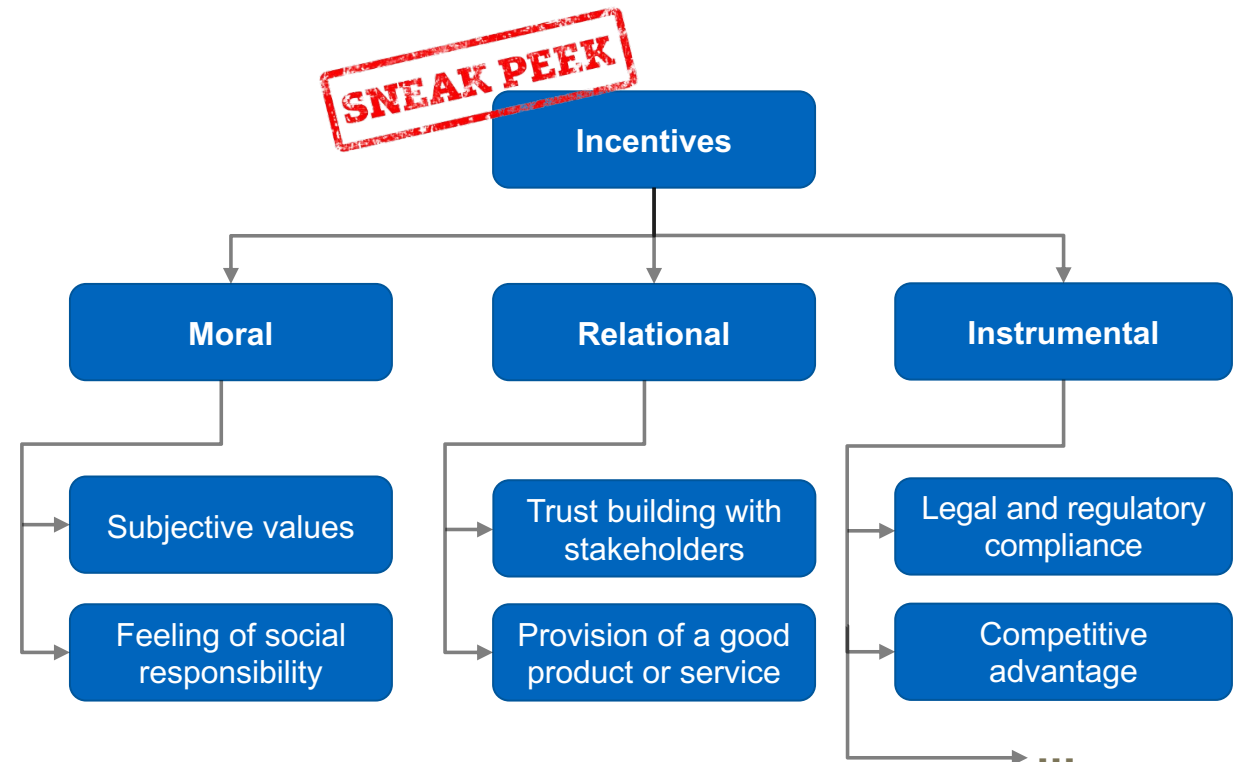 SNEAK PEEK
Incentives
Moral
Relational
Instrumental
Subjective values
Trust building with
stakeholders
Legal and regulatory
compliance
Feeling of social
responsibility
Provision of a good
product or service
Competitive
advantage
...